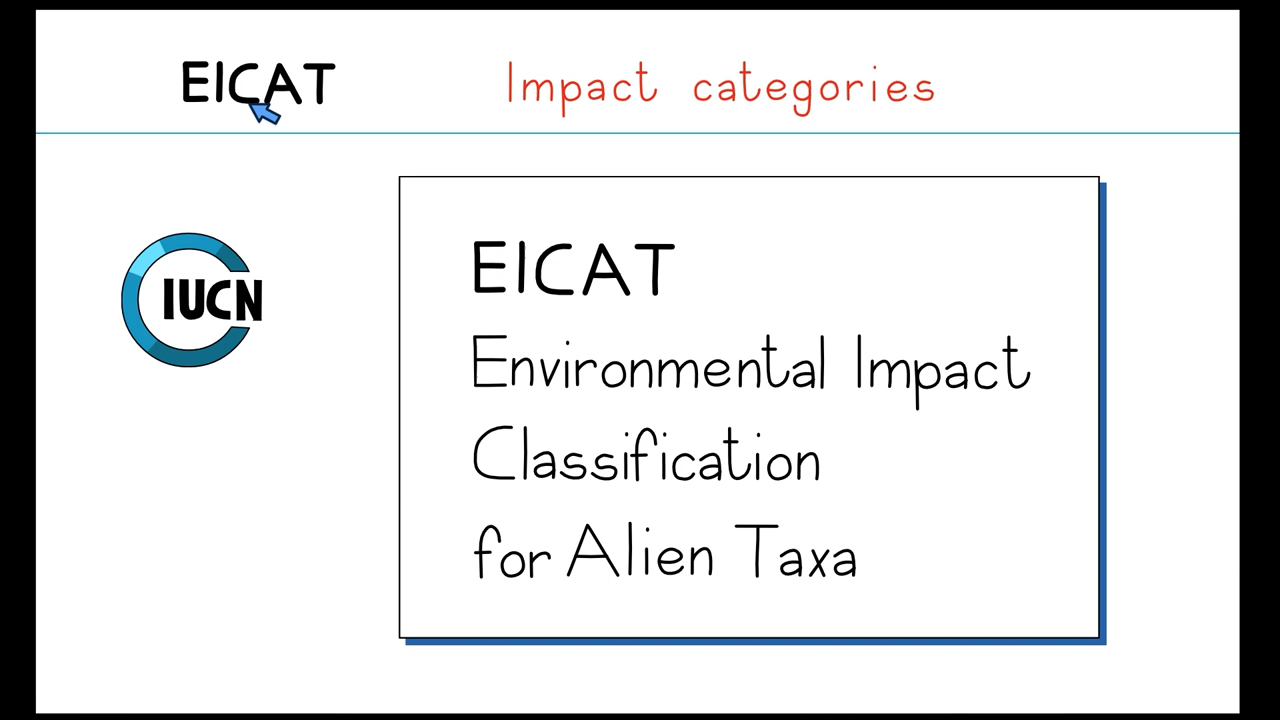 EICAT Impact categories
IUCN
EICAT
Environmental Impact
Classification
for Alien Taxa